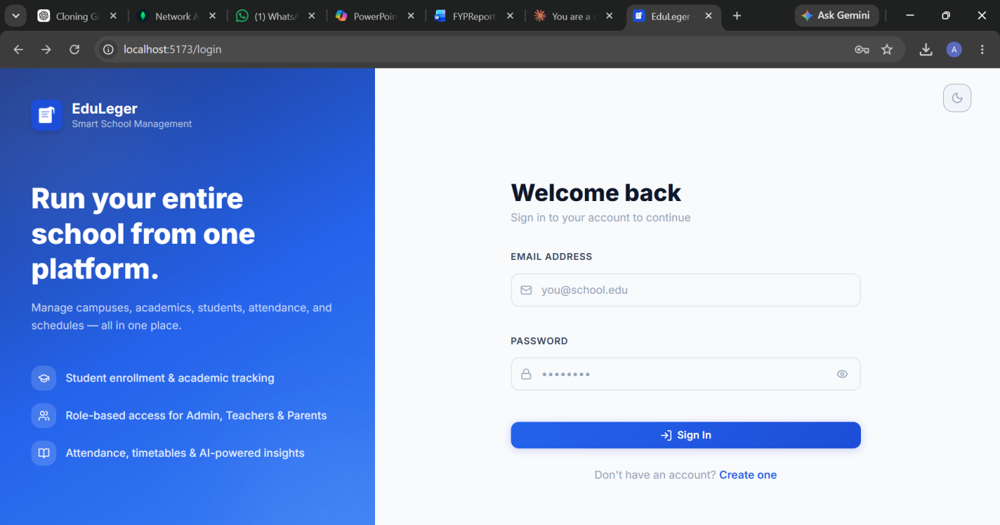 Cloning Gi
Network A
(1) WhatsA
PowerPoin
FYPReport
You are a s
EduLeger -
Ask Gemini
localhost:5173/login
A
EduLeger
Smart School Management
Run your entire
school from one
platform.
Manage campuses, academics, students, attendance, and
schedules — all in one place.
Student enrollment & academic tracking
Role-based access for Admin, Teachers & Parents
Attendance, timetables & AI-powered insights
Welcome back
Sign in to your account to continue
EMAIL ADDRESS
you@school.edu
PASSWORD
••••••••
Sign In
Don't have an account? Create one